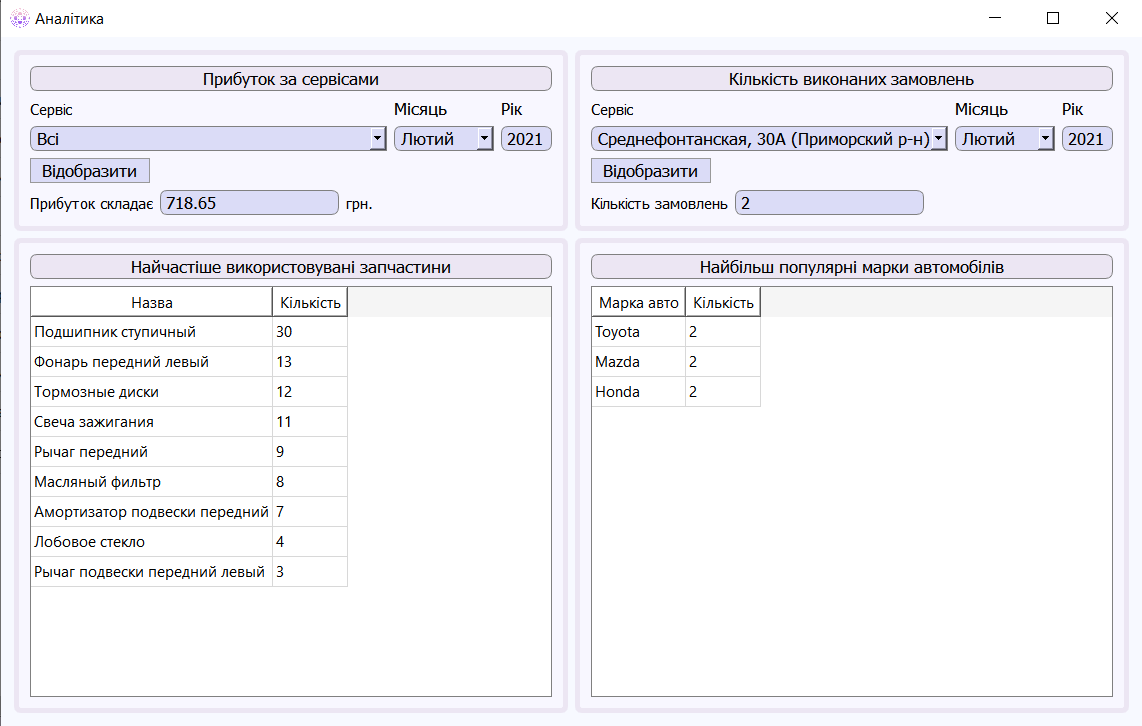 Аналітика
Прибуток за сервісами
Сервіс Місяць Рік
Всі Лютий 2021
Відобразити
Прибуток складає 718.65 грн.
Кількість виконаних замовлень
Сервіс Місяць Рік
Среднефонтанская, 30А (Приморский р-н) Лютий 2021
Відобразити
Кількість замовлень 2
Найчастіше використовувані запчастини
Назва Кількість
Подшипник ступичный 30
Фонарь передний левый 13
Тормозные диски 12
Свеча зажигания 11
Рычаг передний 9
Масляный фильтр 8
Амортизатор подвески передний 7
Лобовое стекло 4
Рычаг подвески передний левый 3
Найбільш популярні марки автомобілів
Марка авто Кількість
Toyota 2
Mazda 2
Honda 2